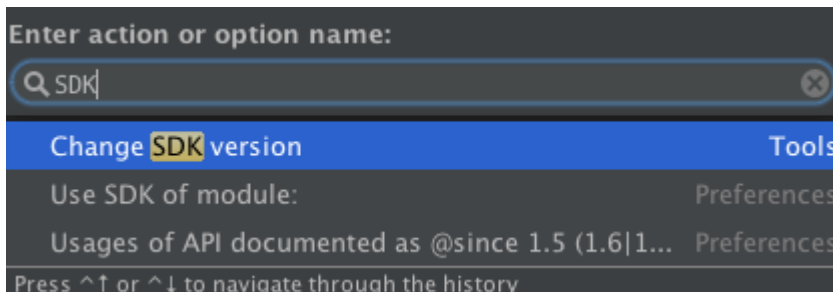 Enter action or option name:
SDK
Change SDK version Tools
Use SDK of module: Preferences
Usages of API documented as @since 1.5 (1.6|1... Preferences
Press ^↑ or ^↓ to navigate through the history